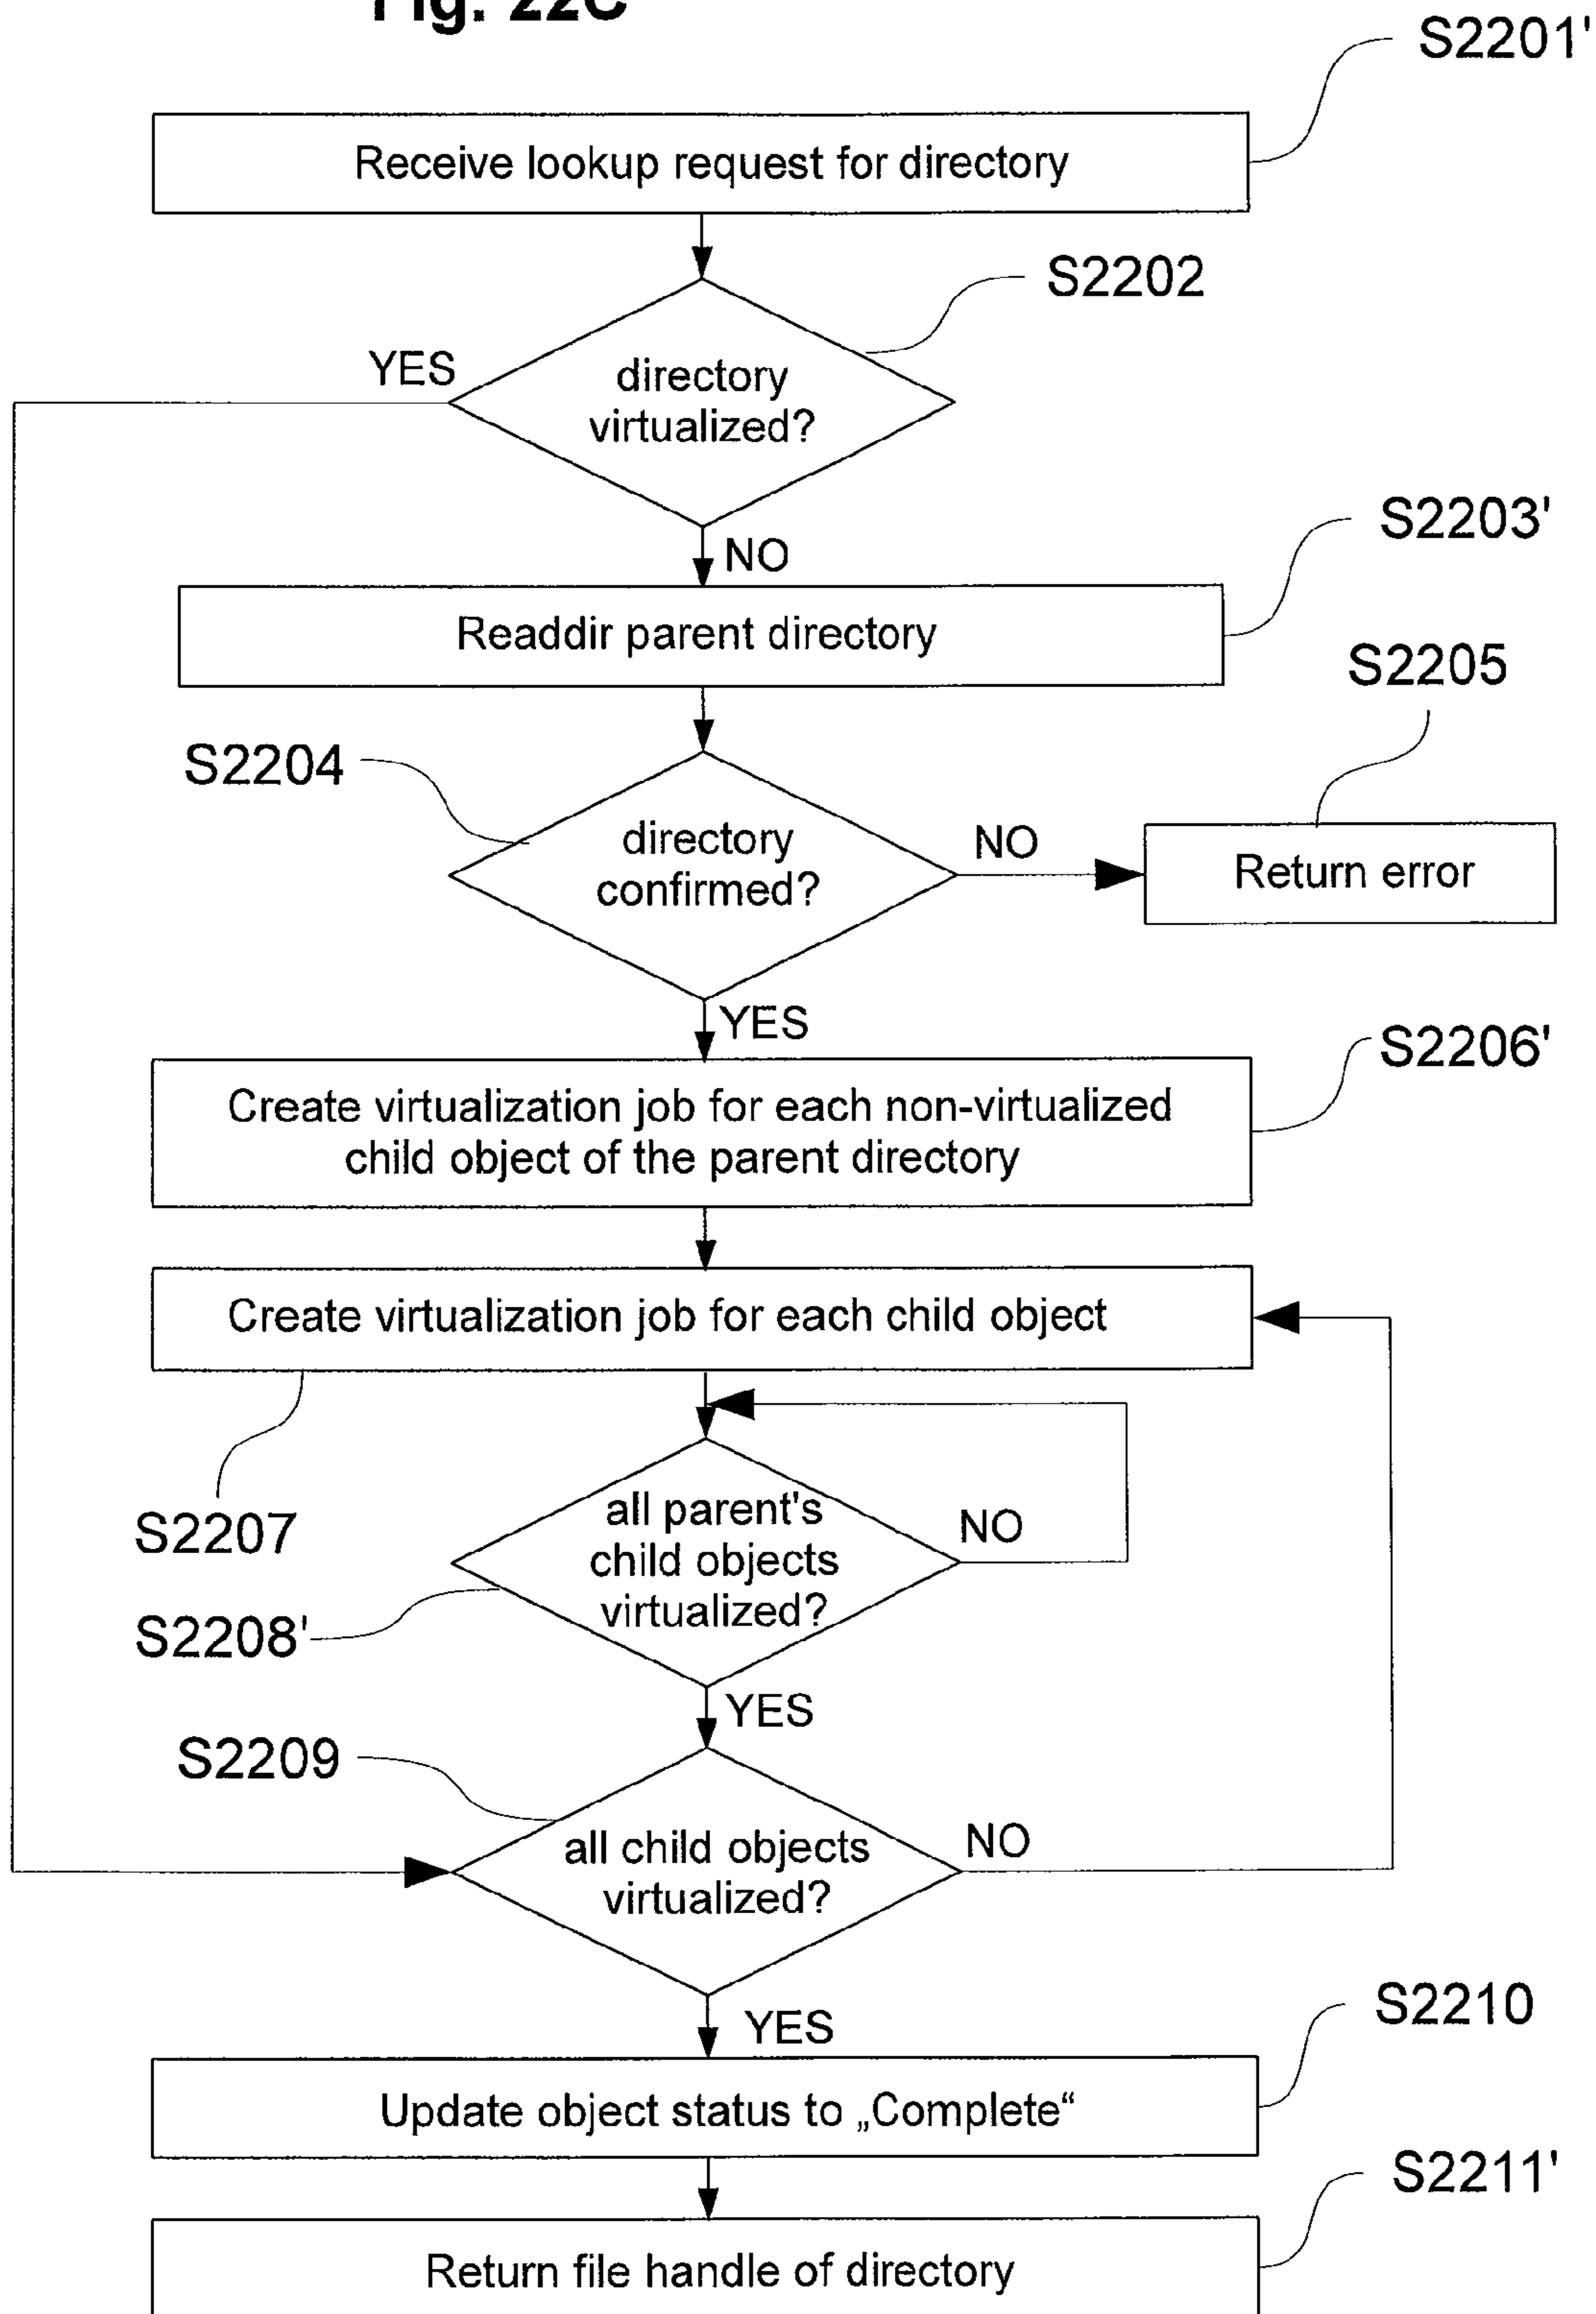 Fig. 22C
S2201'
Receive lookup request for directory
S2202
YES
directory
virtualized?
NO
S2203'
Readdir parent directory
S2205
S2204
directory
confirmed?
NO
Return error
YES
S2206'
Create virtualization job for each non-virtualized
child object of the parent directory
Create virtualization job for each child object
S2207
all parent's
child objects
virtualized?
NO
S2208'
YES
S2209
all child objects
virtualized?
NO
YES
S2210
Update object status to „Complete“
S2211'
Return file handle of directory